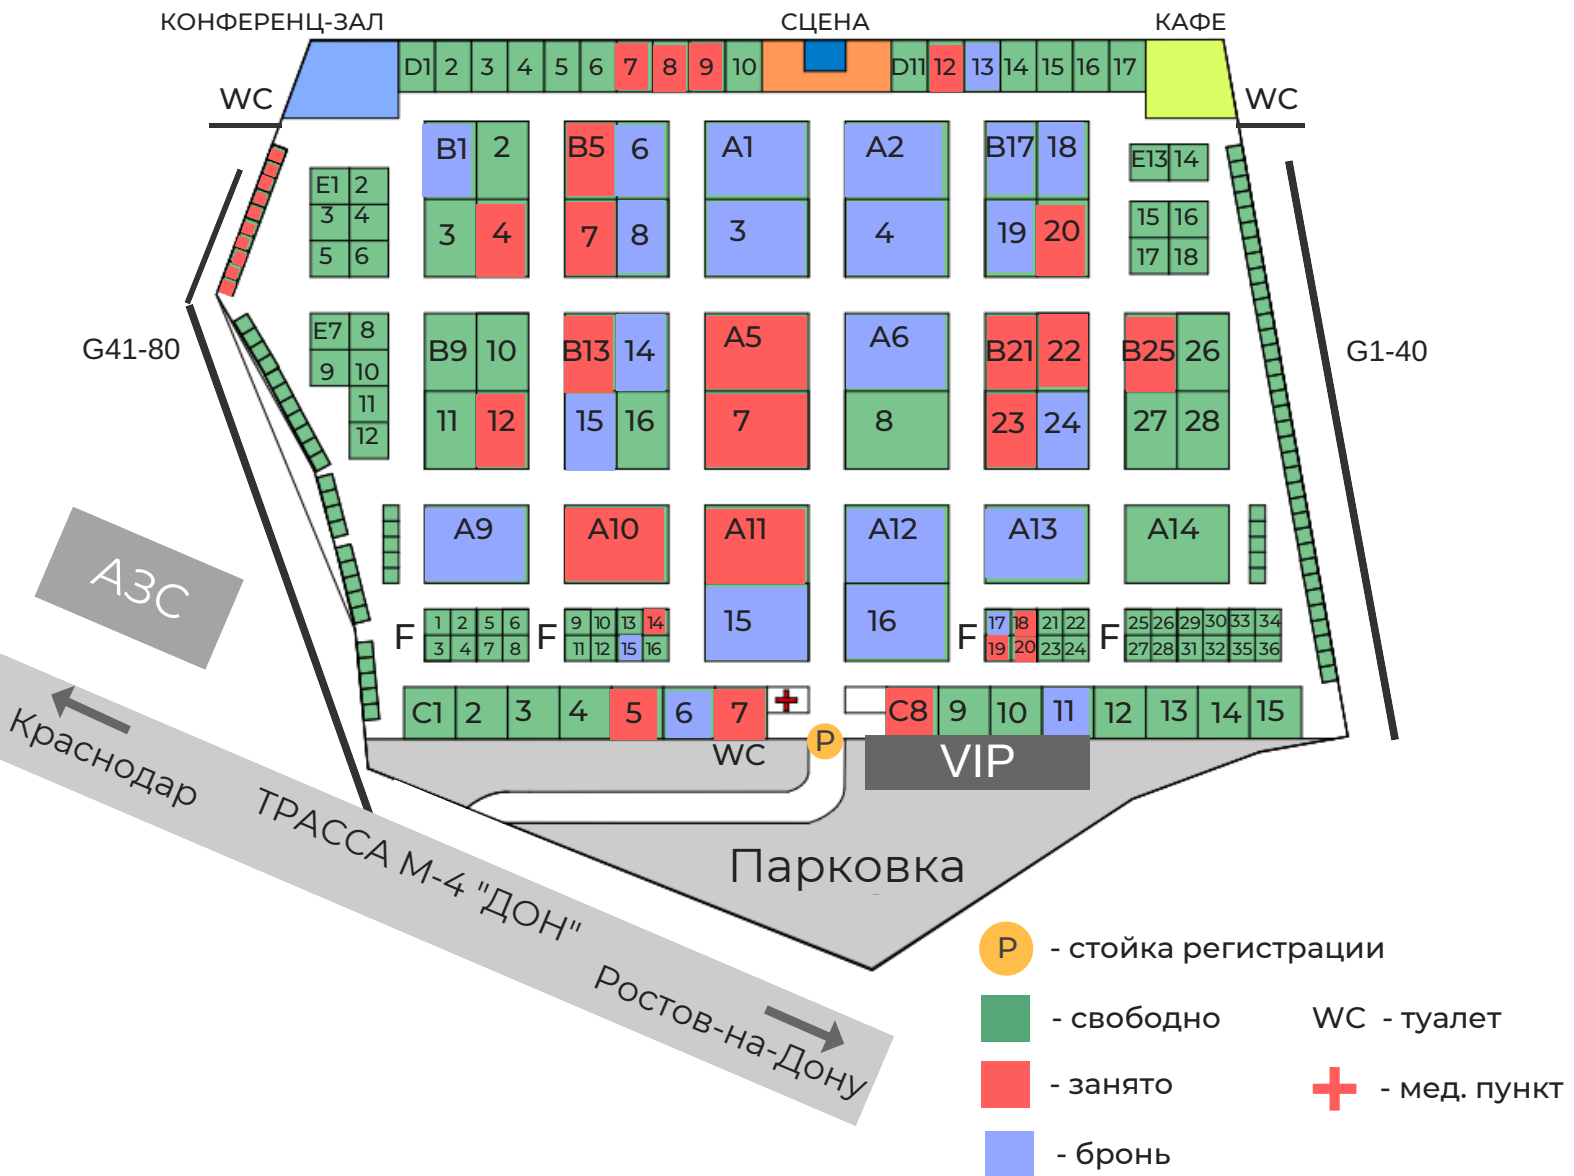 КОНФЕРЕНЦ-ЗАЛ СЦЕНА КАФЕ
D1 2 3 4 5 6 7 8 9 10 D11 12 13 14 15 16 17
WC WC
B1 2 B5 6 A1 A2 B17 18 E13 14
E1 2
3 4 3 4 7 8 3 4 19 20 15 16
5 6 17 18
E7 8 B9 10 B13 14 A5 A6 B21 22 B25 26
G41-80 G1-40
9 10
11 11 12 15 16 7 8 23 24 27 28
12
A9 A10 A11 A12 A13 A14
АЗС
15 16
F 1 2 5 6 F 9 10 13 14 F 17 18 21 22 F 25 26 29 30 33 34
3 4 7 8 11 12 15 16 19 20 23 24 27 28 31 32 35 36
C1 2 3 4 5 6 7 C8 9 10 11 12 13 14 15
WC P VIP
Краснодар
ТРАССА М-4 "ДОН"
Парковка
Ростов-на-Дону
P - стойка регистрации
- свободно WC - туалет
- занято - мед. пункт
- бронь